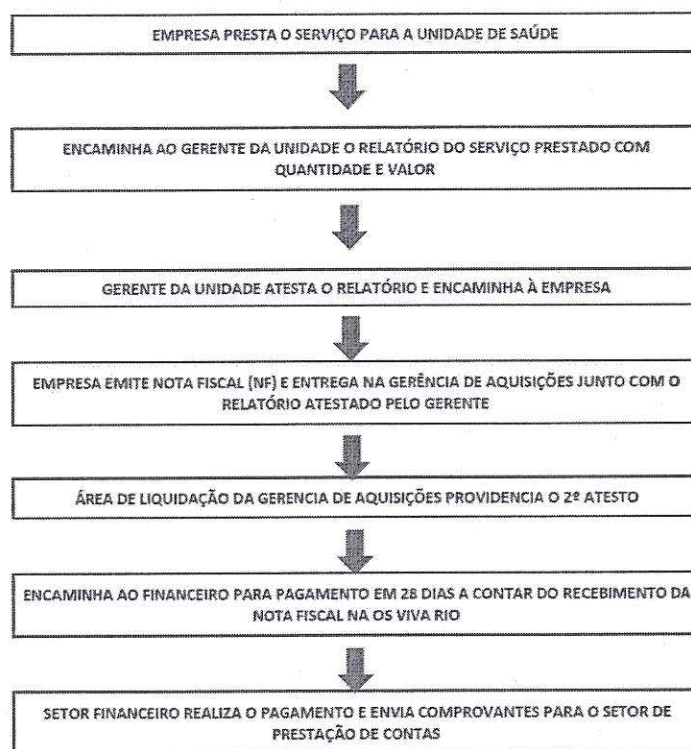 EMPRESA PRESTA O SERVIÇO PARA A UNIDADE DE SAÚDE
ENCAMINHA AO GERENTE DA UNIDADE O RELATÓRIO DO SERVIÇO PRESTADO COM
QUANTIDADE E VALOR
GERENTE DA UNIDADE ATESTA O RELATÓRIO E ENCAMINHA À EMPRESA
EMPRESA EMITE NOTA FISCAL (NF) E ENTREGA NA GERÊNCIA DE AQUISIÇÕES JUNTO COM O
RELATÓRIO ATESTADO PELO GERENTE
ÁREA DE LIQUIDAÇÃO DA GERENCIA DE AQUISIÇÕES PROVIDENCIA O 2º ATESTO
ENCAMINHA AO FINANCEIRO PARA PAGAMENTO EM 28 DIAS A CONTAR DO RECEBIMENTO DA
NOTA FISCAL NA OS VIVA RIO
SETOR FINANCEIRO REALIZA O PAGAMENTO E ENVIA COMPROVANTES PARA O SETOR DE
PRESTAÇÃO DE CONTAS